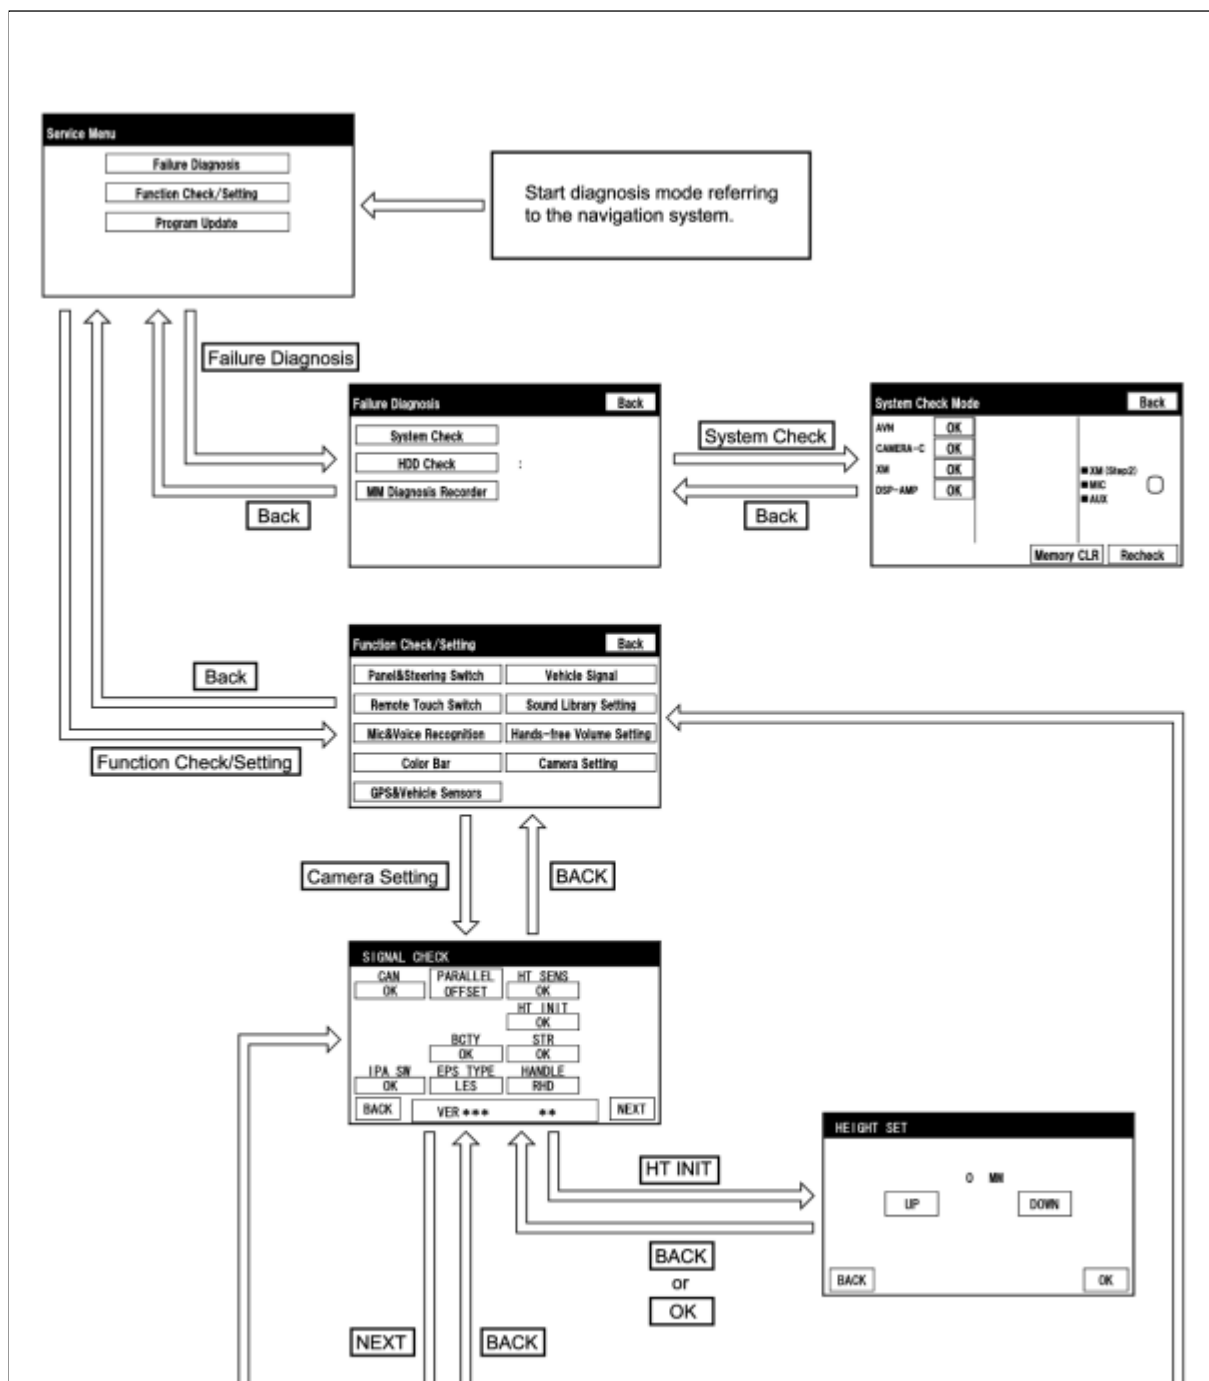 Service Menu
Failure Diagnosis
Function Check/Setting
Program Update
Start diagnosis mode referring
to the navigation system.
Failure Diagnosis
Failure Diagnosis Back
System Check
HDD Check :
MM Diagnosis Recorder
System Check
Back
Back
System Check Mode Back
AVN OK
CAMERA-C OK
XM OK
DSP-AMP OK
■XM(Step2)
■MIC
■AUX
Memory CLR Recheck
Function Check/Setting Back
Panel&Steering Switch Vehicle Signal
Remote Touch Switch Sound Library Setting
Mic&Voice Recognition Hands-free Volume Setting
Color Bar Camera Setting
GPS&Vehicle Sensors
Back
Function Check/Setting
Camera Setting
BACK
SIGNAL CHECK
CAN PARALLEL HT SENS
OK OFFSET OK
HT INIT
OK
BCTY STR
OK OK
IPA SW EPS TYPE HANDLE
OK LES RHD
BACK VER*** ** NEXT
HT INIT
BACK
or
OK
HEIGHT SET
0 MM
UP DOWN
BACK OK
NEXT
BACK